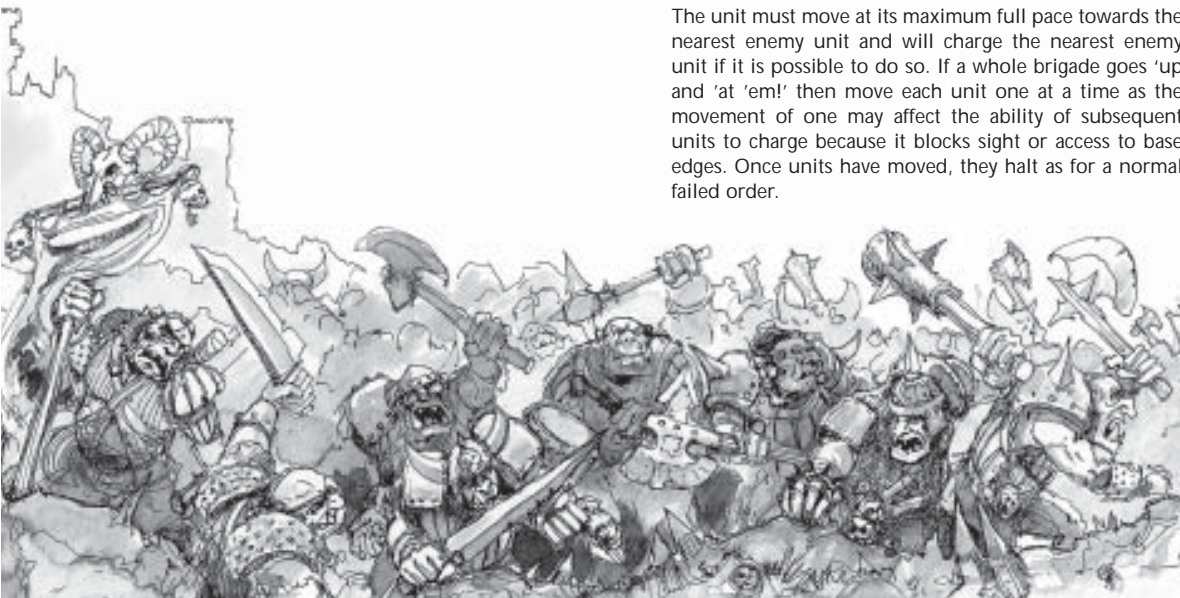 The unit must move at its maximum full pace towards the
nearest enemy unit and will charge the nearest enemy
unit if it is possible to do so. If a whole brigade goes ‘up
and ’at ’em!’ then move each unit one at a time as the
movement of one may affect the ability of subsequent
units to charge because it blocks sight or access to base
edges. Once units have moved, they halt as for a normal
failed order.